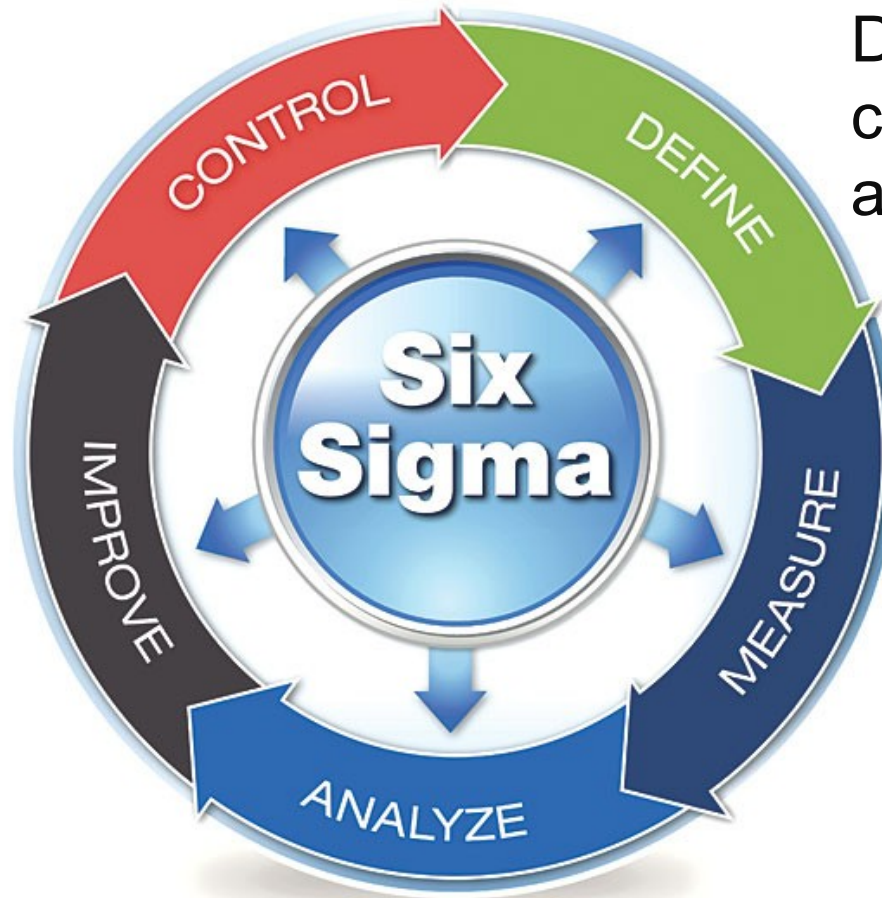 CONTROL
DEFINE
MEASURE
ANALYZE
IMPROVE
Six
Sigma